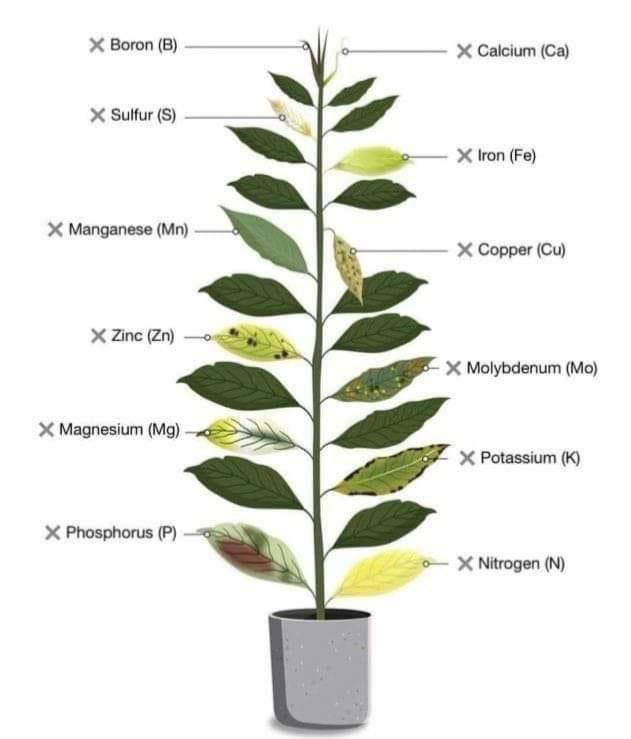 Boron (B)
Calcium (Ca)
Sulfur (S)
Iron (Fe)
Manganese (Mn)
Copper (Cu)
Zinc (Zn)
Molybdenum (Mo)
Magnesium (Mg)
Potassium (K)
Phosphorus (P)
Nitrogen (N)